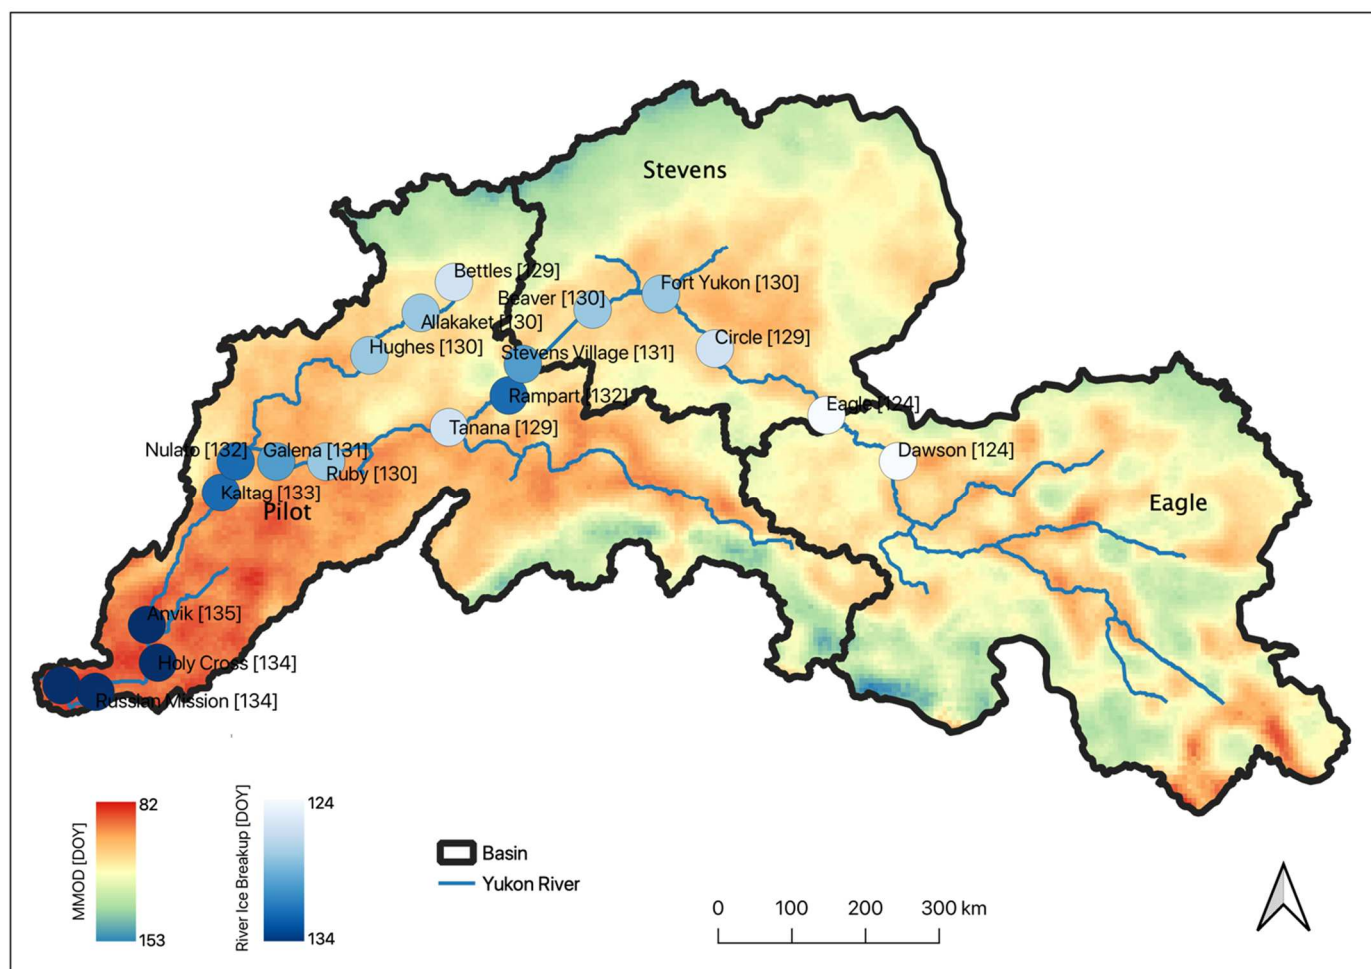 Stevens
Bettles [129]
Fort Yukon [130]
Beaver [130]
Allakaket [130]
Circle [129]
Hughes [130]
Stevens Village [131]
Rampart [132]
Eagle [124]
Tanana [129]
Nulato [132]
Galena [131]
Dawson [124]
Ruby [130]
Kaltag [133]
Eagle
Pilot
Anvik [135]
Holy Cross [134]
Russian Mission [134]
MMOD [DOY]
82
153
River Ice Breakup [DOY]
124
134
Basin
Yukon River
0 100 200 300 km